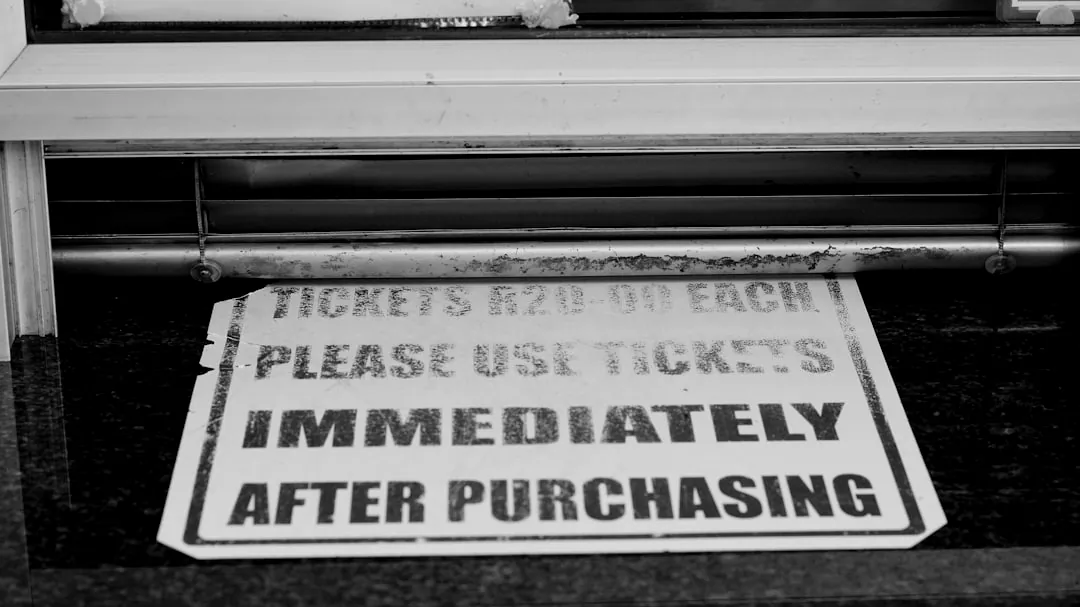 TICKETS R20-00 EACH
PLEASE USE TICKETS
IMMEDIATELY
AFTER PURCHASING